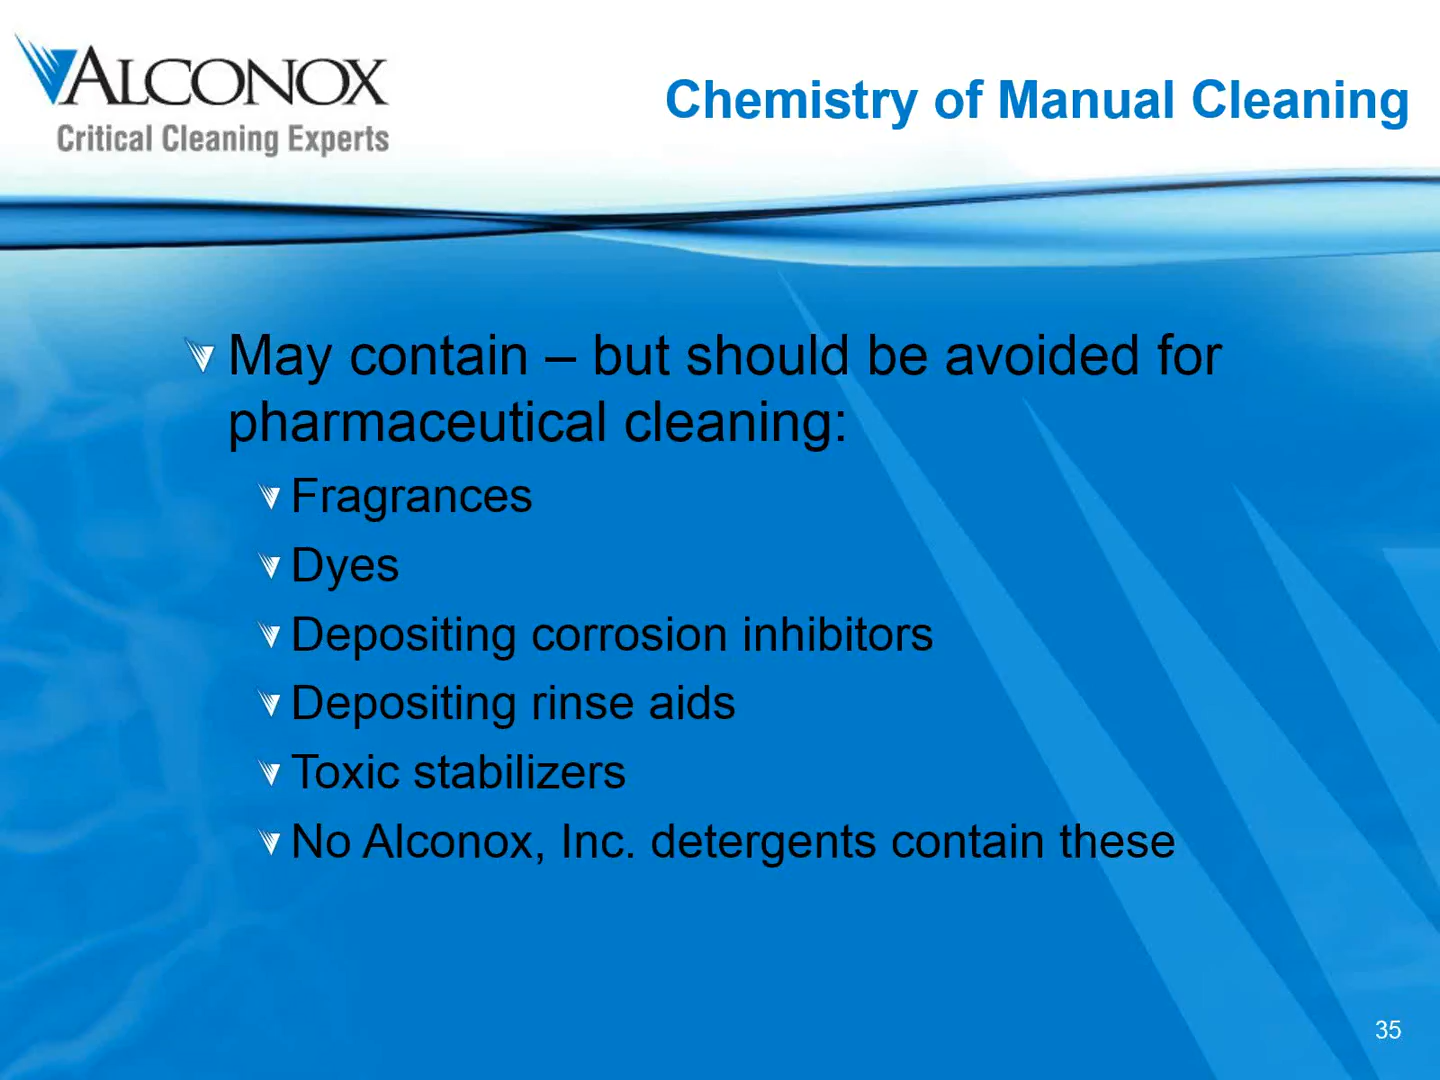 ALCONOX
Critical Cleaning Experts
Chemistry of Manual Cleaning
May contain – but should be avoided for
pharmaceutical cleaning:
Fragrances
Dyes
Depositing corrosion inhibitors
Depositing rinse aids
Toxic stabilizers
No Alconox, Inc. detergents contain these
35